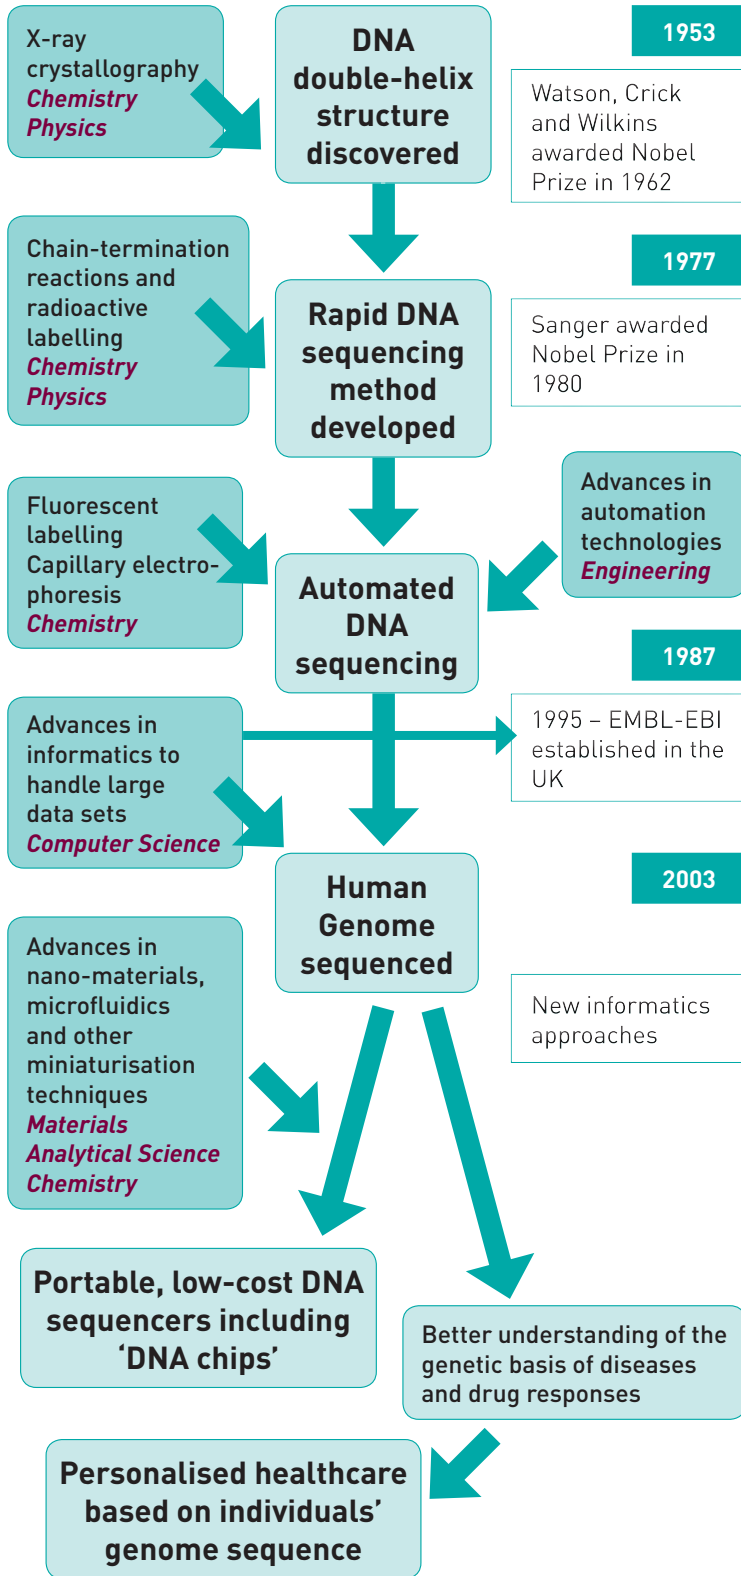 X-ray
crystallography
Chemistry
Physics
DNA
double-helix
structure
discovered
1953
Watson, Crick
and Wilkins
awarded Nobel
Prize in 1962
Chain-termination
reactions and
radioactive
labelling
Chemistry
Physics
Rapid DNA
sequencing
method
developed
1977
Sanger awarded
Nobel Prize in
1980
Fluorescent
labelling
Capillary electro-
phoresis
Chemistry
Automated
DNA
sequencing
Advances in
automation
technologies
Engineering
1987
1995 – EMBL-EBI
established in the
UK
Advances in
informatics to
handle large
data sets
Computer Science
Human
Genome
sequenced
2003
New informatics
approaches
Advances in
nano-materials,
microfluidics
and other
miniaturisation
techniques
Materials
Analytical Science
Chemistry
Portable, low-cost DNA
sequencers including
‘DNA chips’
Better understanding of the
genetic basis of diseases
and drug responses
Personalised healthcare
based on individuals’
genome sequence